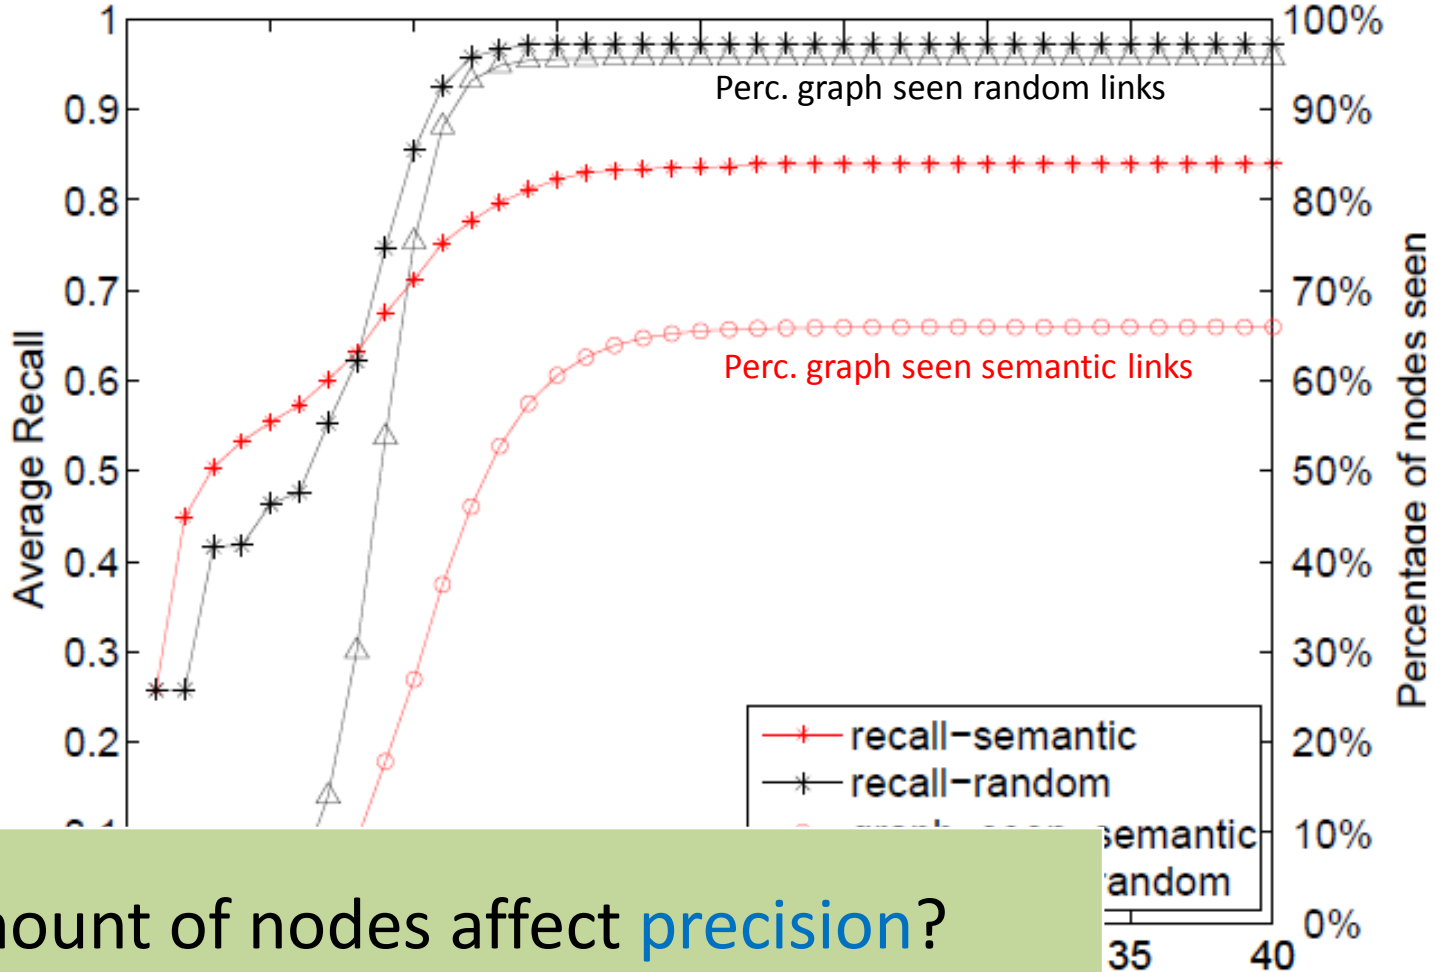 1
0.9
0.8
0.7
0.6
0.5
0.4
0.3
0.2
Average Recall
100%
90%
80%
70%
60%
50%
40%
30%
20%
10%
0%
Percentage of nodes seen
Perc. graph seen random links
Perc. graph seen semantic links
recall-semantic
recall-random
semantic
random
of nodes affect precision?
35
40